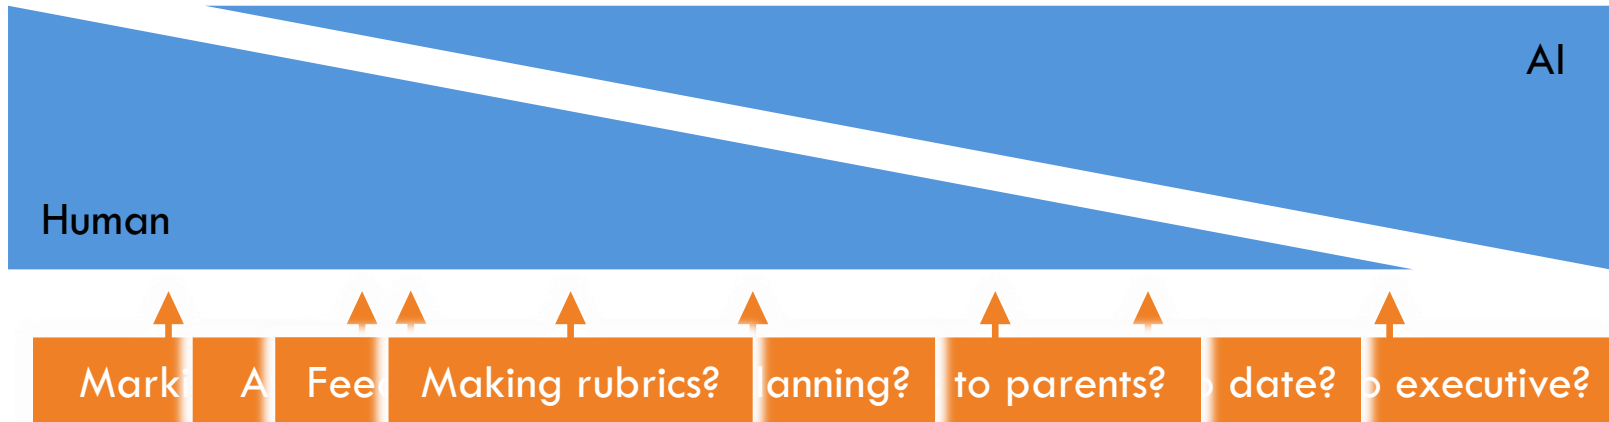 AI
Human
Marki
A
Fee
Making rubrics?
lanning?
to parents?
date?
executive?